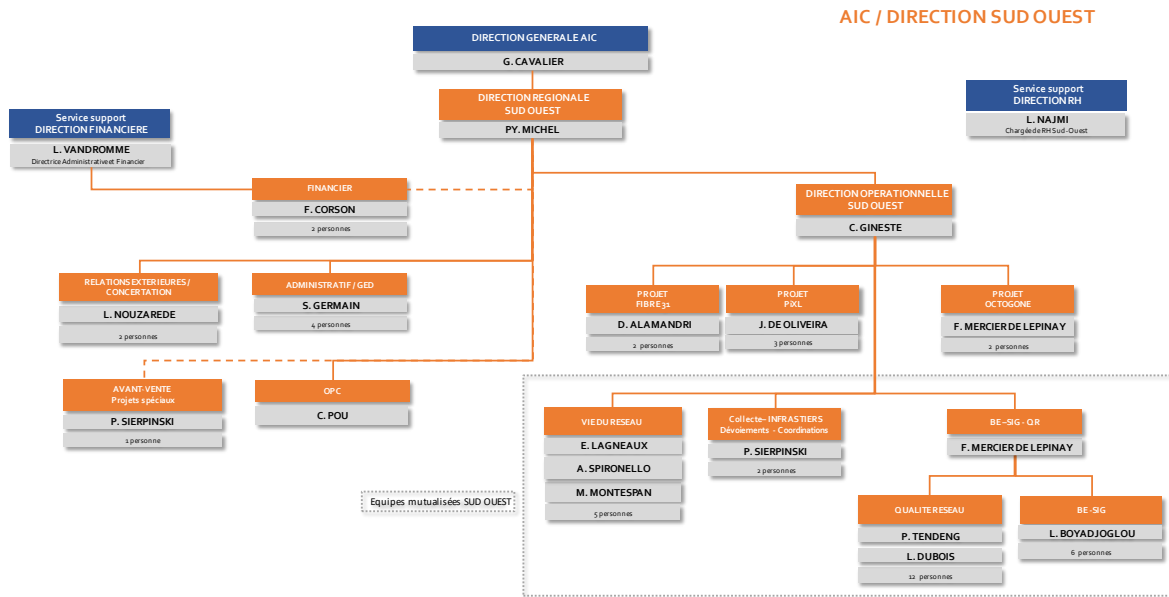 AIC / DIRECTION SUD OUEST
DIRECTION GENERALE AIC
G. CAVALIER
DIRECTION REGIONALE
SUD OUEST
PY. MICHEL
Service support
DIRECTION FINANCIERE
L. VANDROMME
Directrice Administrative et Financier
Service support
DIRECTION RH
L. NAJMI
Chargée de RH Sud-Ouest
FINANCIER
F. CORSON
2 personnes
DIRECTION OPERATIONNELLE
SUD OUEST
C. GINESTE
RELATIONS EXTERIEURES /
CONCERTATION
L. NOUZAREDE
2 personnes
ADMINISTRATIF / GED
S. GERMAIN
4 personnes
PROJET
FIBRE 31
D. ALAMANDRI
2 personnes
PROJET
PiXL
J. DE OLIVEIRA
3 personnes
PROJET
OCTOGONE
F. MERCIER DE LEPINAY
2 personnes
AVANT-VENTE
Projets spéciaux
P. SIERPINSKI
1 personne
OPC
C. POU
VIE DU RESEAU
E. LAGNEAUX
A. SPIRONELLO
M. MONTESPAN
5 personnes
Collecte– INFRAS TIERS
Dévoiements - Coordinations
P. SIERPINSKI
2 personnes
BE–SIG - QR
F. MERCIER DE LEPINAY
Equipes mutualisées SUD OUEST
QUALITE RESEAU
P. TENDENG
L. DUBOIS
12 personnes
BE -SIG
L. BOYADJOGLOU
6 personnes